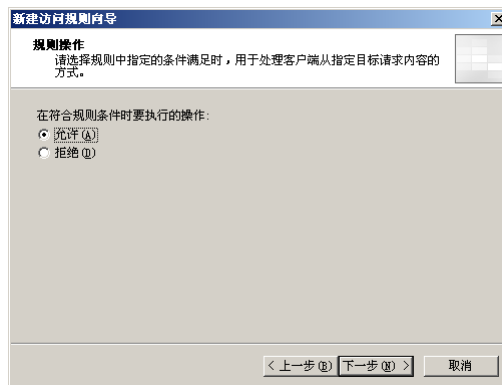 新建访问规则向导
规则操作
请选择规则中指定的条件满足时，用于处理客户端从指定目标请求内容的
方式。
在符合规则条件时要执行的操作:
允许(A)
拒绝(D)
< 上一步(B) 下一步(N) > 取消